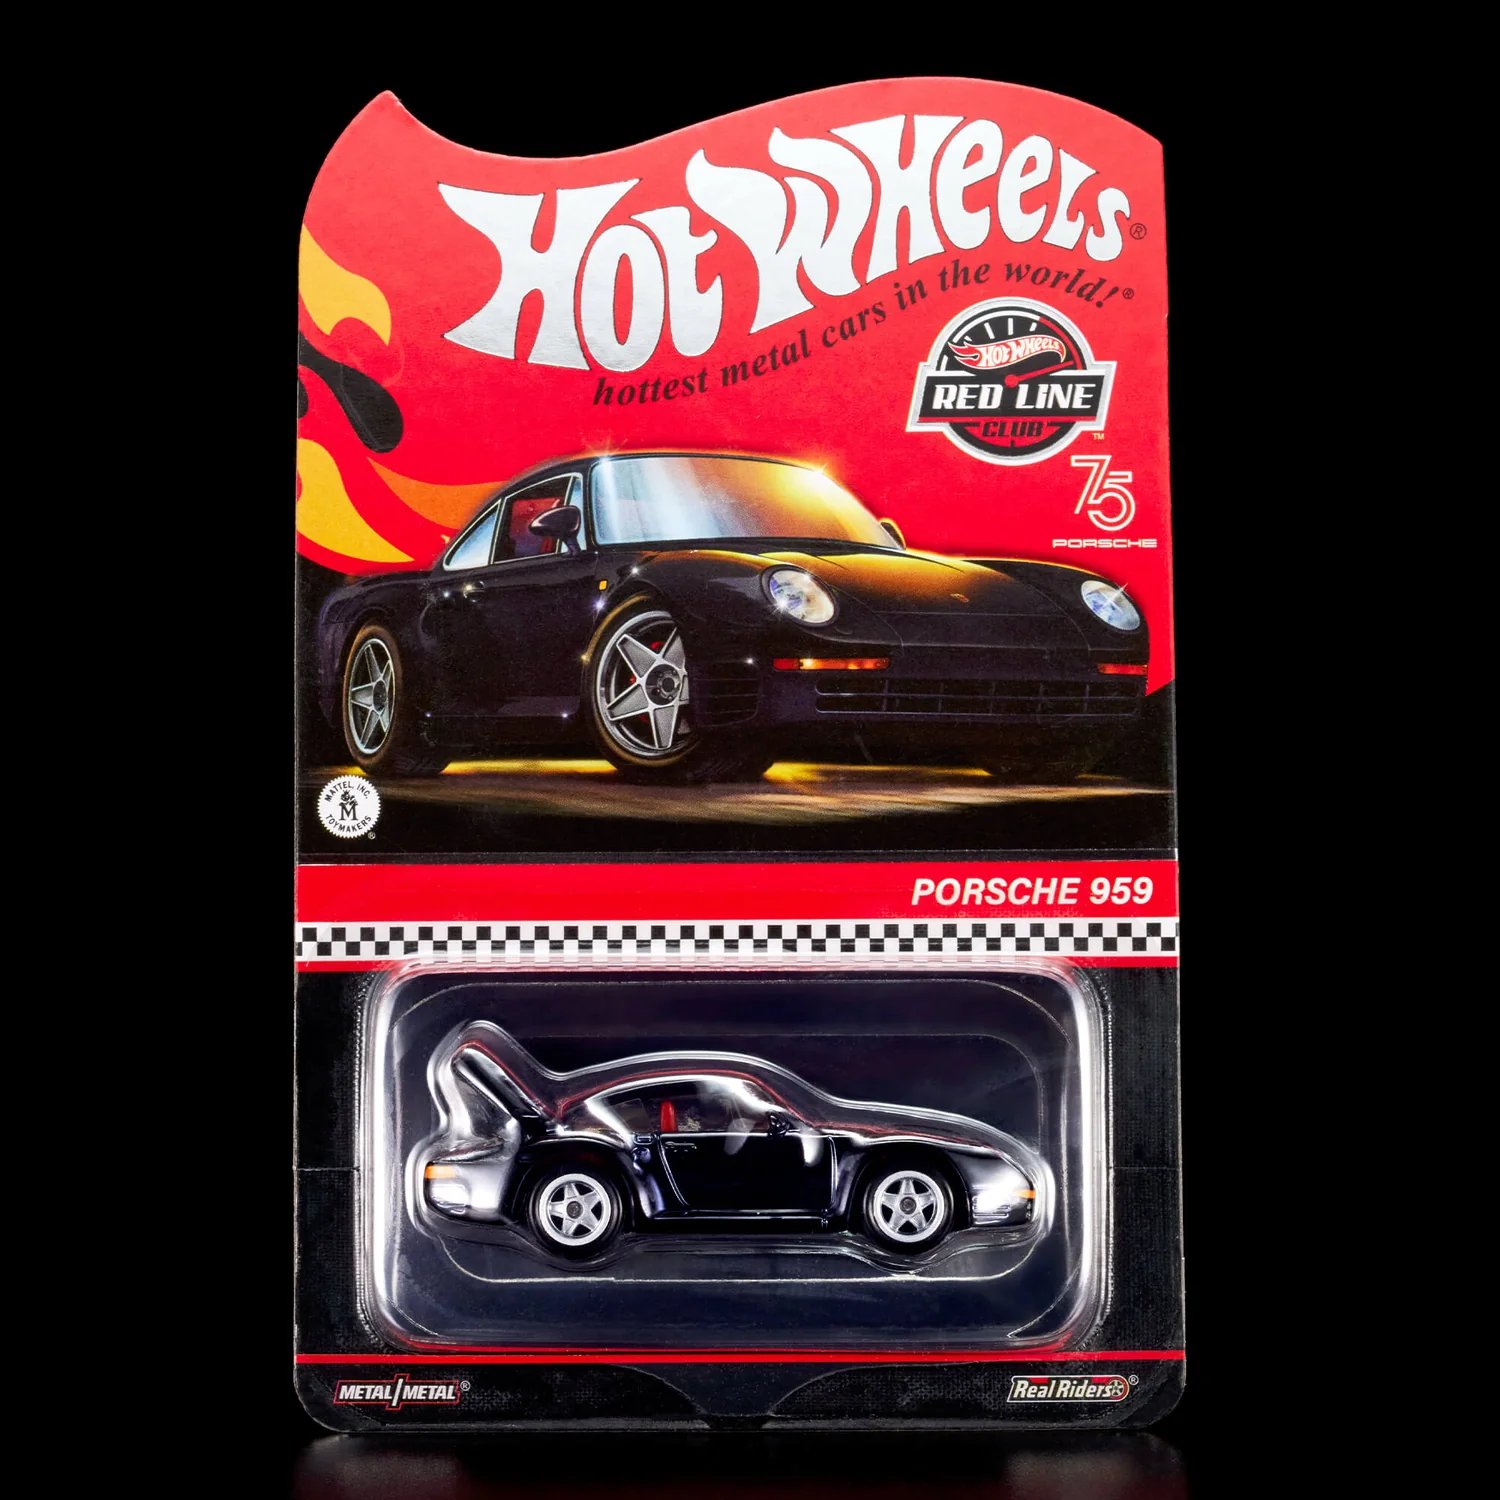 Hot Wheels®
hottest metal cars in the world!®
Hot Wheels
RED LINE
CLUB
™
75
PORSCHE
MATTEL, INC.
M
TOYMAKERS
®
PORSCHE 959
METAL/METAL®
Real Riders®